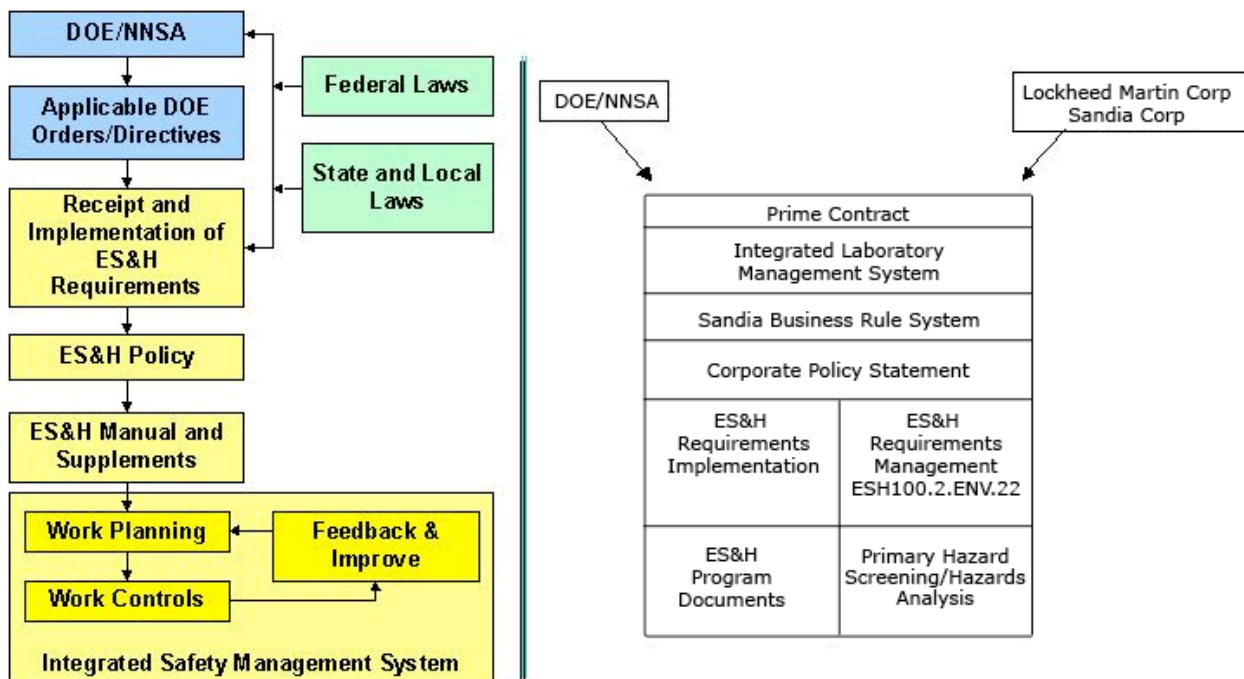 DOE/NNSA
Applicable DOE
Orders/Directives
Federal Laws
State and Local
Laws
Receipt and
Implementation of
ES&H
Requirements
ES&H Policy
ES&H Manual and
Supplements
Work Planning
Feedback &
Improve
Work Controls
Integrated Safety Management System
DOE/NNSA
Lockheed Martin Corp
Sandia Corp
Prime Contract
Integrated Laboratory
Management System
Sandia Business Rule System
Corporate Policy Statement
ES&H
Requirements
Implementation
ES&H
Requirements
Management
ESH100.2.ENV.22
ES&H
Program
Documents
Primary Hazard
Screening/Hazards
Analysis